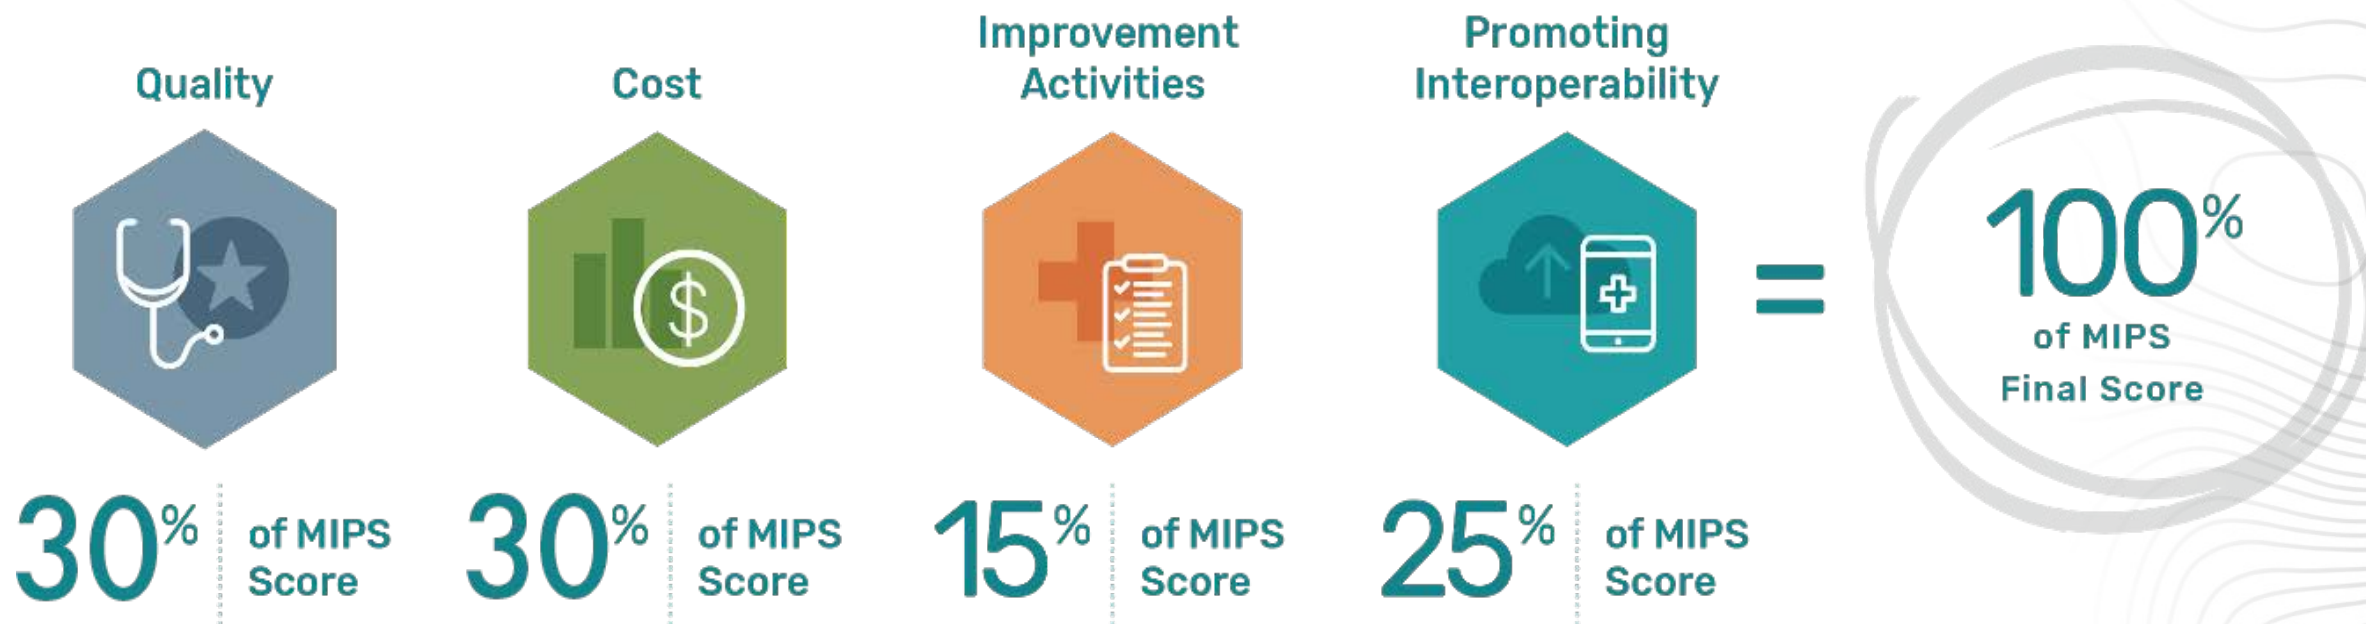 Quality
Cost
Improvement
Activities
Promoting
Interoperability
$
=
100%
of MIPS
Final Score
30%
of MIPS
Score
30%
of MIPS
Score
15%
of MIPS
Score
25%
of MIPS
Score